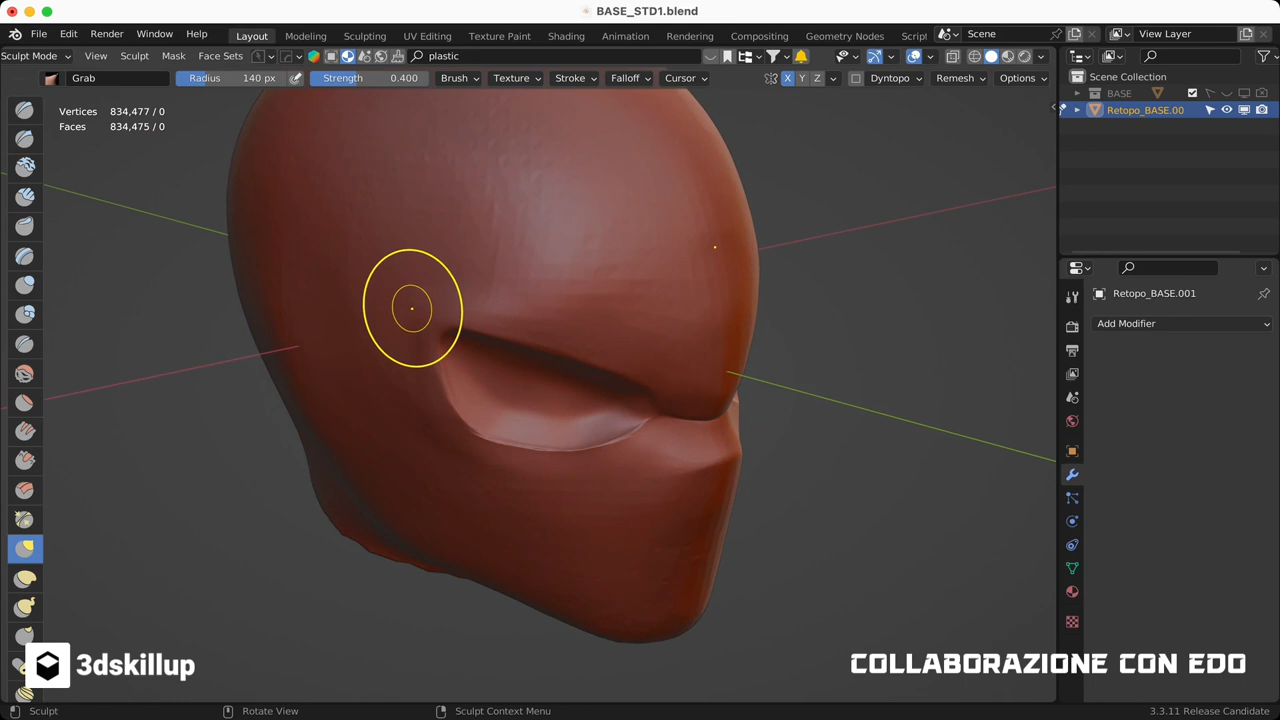 BASE_STD1.blend
File Edit Render Window Help Layout Modeling Sculpting UV Editing Texture Paint Shading Animation Rendering Compositing Geometry Nodes Script Scene View Layer
Sculpt Mode View Sculpt Mask Face Sets plastic
Grab Radius 140 px Strength 0.400 Brush Texture Stroke Falloff Cursor X Y Z Dyntopo Remesh Options
Scene Collection
BASE
Retopo_BASE.00
Vertices 834,477 / 0
Faces 834,475 / 0
Retopo_BASE.001
Add Modifier
3dskillup
COLLABORAZIONE CON EDO
Sculpt Rotate View Sculpt Context Menu 3.3.11 Release Candidate